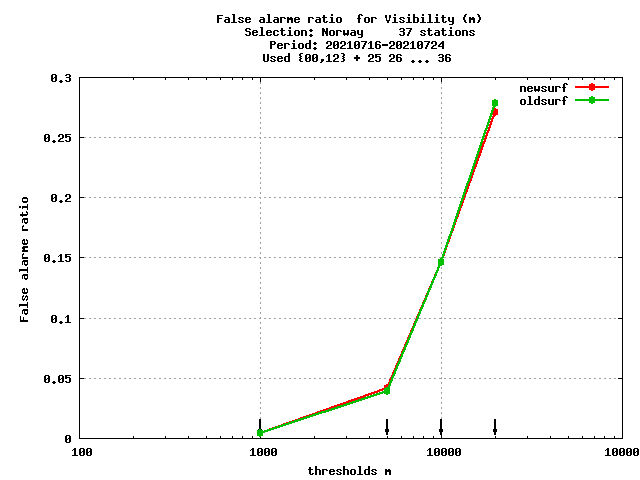 False alarme ratio  for Visibility (m)
Selection: Norway     37 stations
Period: 20210716-20210724
Used {00,12} + 25 26 ... 36
newsurf
oldsurf
0.3
0.25
0.2
0.15
0.1
0.05
0
False alarme ratio
100 1000 10000 10000
thresholds m